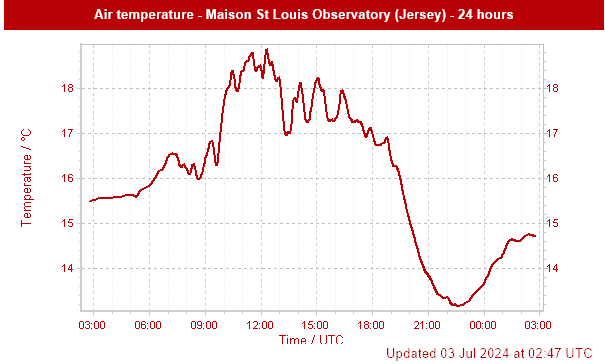 Air temperature - Maison St Louis Observatory (Jersey) - 24 hours
Temperature / °C
18 18
17 17
16 16
15 15
14 14
03:00 06:00 09:00 12:00 15:00 18:00 21:00 00:00 03:00
Time / UTC
Updated 03 Jul 2024 at 02:47 UTC